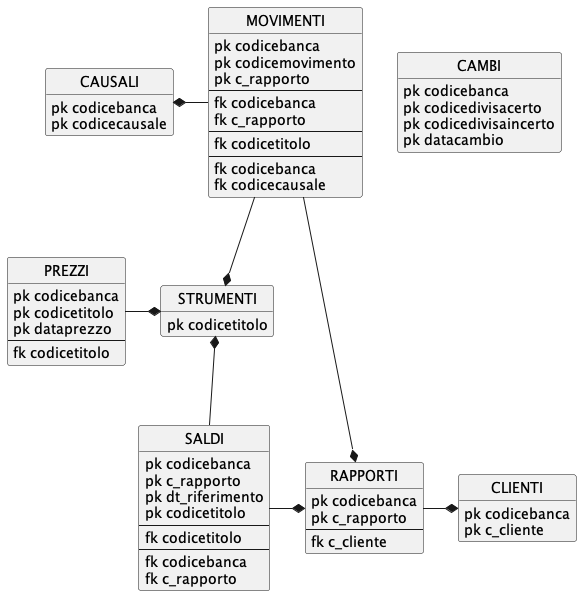 MOVIMENTI
pk codicebanca
pk codicemovimento
pk c_rapporto
fk codicebanca
fk c_rapporto
fk codicetitolo
fk codicebanca
fk codicecausale
CAUSALI
pk codicebanca
pk codicecausale
CAMBI
pk codicebanca
pk codicedivisacerto
pk codicedivisaincerto
pk datacambio
PREZZI
pk codicebanca
pk codicetitolo
pk dataprezzo
fk codicetitolo
STRUMENTI
pk codicetitolo
SALDI
pk codicebanca
pk c_rapporto
pk dt_riferimento
pk codicetitolo
fk codicetitolo
fk codicebanca
fk c_rapporto
RAPPORTI
pk codicebanca
pk c_rapporto
fk c_cliente
CLIENTI
pk codicebanca
pk c_cliente